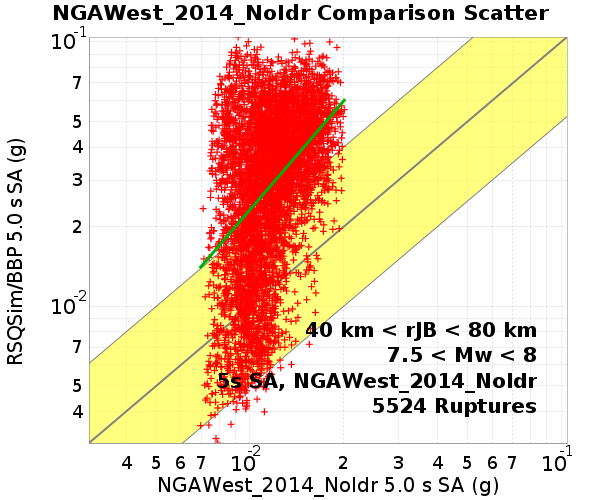 NGAWest_2014_NoIdr Comparison Scatter
10-1
7
5
4
3
2
10-2
7
5
4
RSQSim/BBP 5.0 s SA (g)
40 km < rJB < 80 km
7.5 < Mw < 8
5s SA, NGAWest_2014_NoIdr
5524 Ruptures
4 5 6 7 10-2 2 3 4 5 6 7 10-1
NGAWest_2014_NoIdr 5.0 s SA (g)